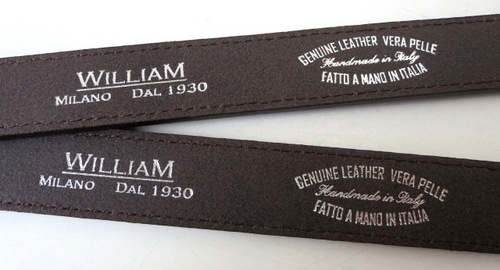 WILLIAM
MILANO DAL 1930
GENUINE LEATHER VERA PELLE
Handmade in Italy
FATTO A MANO IN ITALIA
WILLIAM
MILANO DAL 1930
GENUINE LEATHER VERA PELLE
Handmade in Italy
FATTO A MANO IN ITALIA